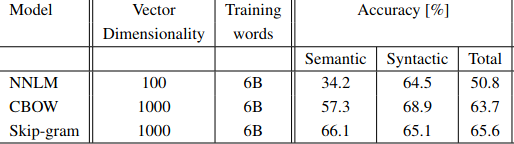 Model Vector Training Accuracy [%]
Dimensionality words
Semantic Syntactic Total
NNLM 100 6B 34.2 64.5 50.8
CBOW 1000 6B 57.3 68.9 63.7
Skip-gram 1000 6B 66.1 65.1 65.6